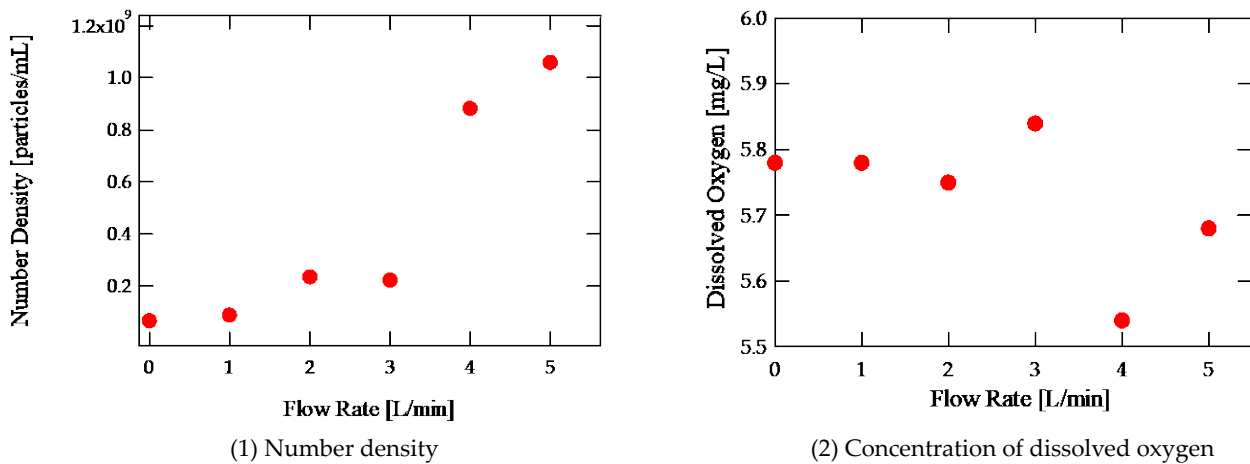 Number Density [particles/mL]
1.2x10⁹
1.0
0.8
0.6
0.4
0.2
0 1 2 3 4 5
Flow Rate [L/min]
(1) Number density
Dissolved Oxygen [mg/L]
6.0
5.9
5.8
5.7
5.6
5.5
0 1 2 3 4 5
Flow Rate [L/min]
(2) Concentration of dissolved oxygen